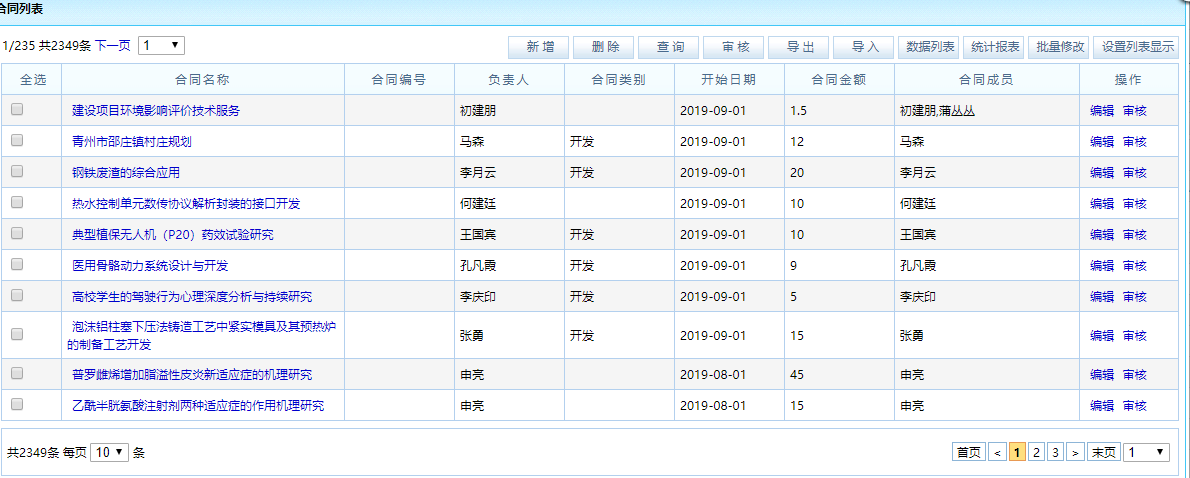 合同列表
1/235 共2349条 下一页 1
新 增 删 除 查 询 审 核 导 出 导 入 数据列表 统计报表 批量修改 设置列表显示
全选 合同名称 合同编号 负责人 合同类别 开始日期 合同金额 合同成员 操作
建设项目环境影响评价技术服务 初建朋 2019-09-01 1.5 初建朋,蒲丛丛 编辑 审核
青州市邵庄镇村庄规划 马森 开发 2019-09-01 12 马森 编辑 审核
钢铁废渣的综合应用 李月云 开发 2019-09-01 20 李月云 编辑 审核
热水控制单元数传协议解析封装的接口开发 何建廷 2019-09-01 10 何建廷 编辑 审核
典型植保无人机（P20）药效试验研究 王国宾 开发 2019-09-01 10 王国宾 编辑 审核
医用骨骼动力系统设计与开发 孔凡霞 开发 2019-09-01 9 孔凡霞 编辑 审核
高校学生的驾驶行为心理深度分析与持续研究 李庆印 开发 2019-09-01 5 李庆印 编辑 审核
泡沫铝柱塞下压法铸造工艺中紧实模具及其预热炉
的制备工艺开发 张勇 开发 2019-09-01 15 张勇 编辑 审核
普罗雌烯增加脂溢性皮炎新适应症的机理研究 申亮 2019-08-01 45 申亮 编辑 审核
乙酰半胱氨酸注射剂两种适应症的作用机理研究 申亮 2019-08-01 15 申亮 编辑 审核
共2349条 每页 10 条 首页 < 1 2 3 > 末页 1